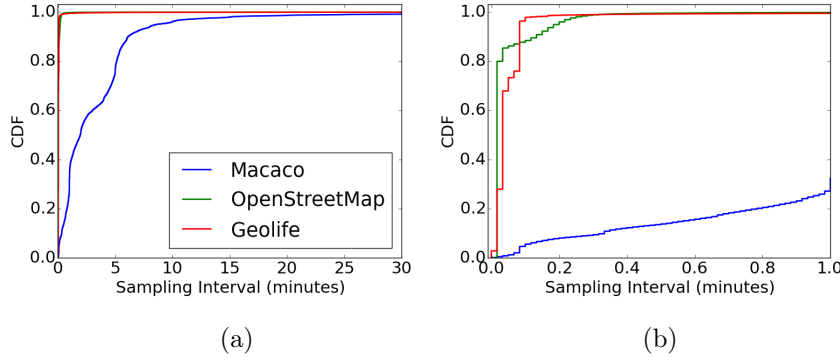 1.0
0.8
0.6
0.4
0.2
0.0
CDF
0 5 10 15 20 25 30
Sampling Interval (minutes)
Macaco
OpenStreetMap
Geolife
(a)
1.0
0.8
0.6
0.4
0.2
0.0
CDF
0.0 0.2 0.4 0.6 0.8 1.0
Sampling Interval (minutes)
(b)